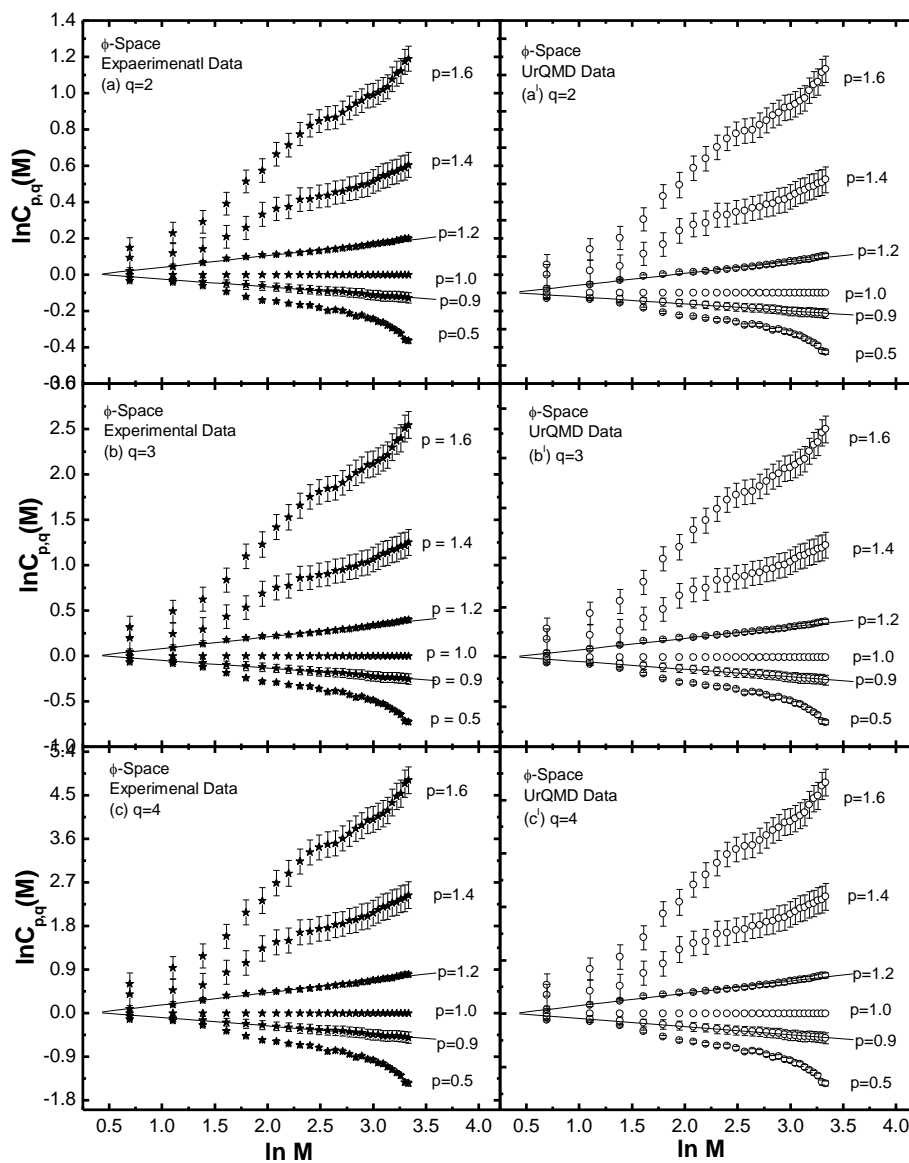 ϕ-Space
Expaerimenatl Data
(a) q=2
p=1.6
p=1.4
p=1.2
p=1.0
p=0.9
p=0.5
lnC p,q (M)
1.2
1.0
0.8
0.6
0.4
0.2
0.0
-0.2
-0.4
ϕ-Space
UrQMD Data
(a^l) q=2
p=1.6
p=1.4
p=1.2
p=1.0
p=0.9
p=0.5
ϕ-Space
Experimental Data
(b) q=3
p = 1.6
p = 1.4
p = 1.2
p = 1.0
p = 0.9
p = 0.5
lnC p,q (M)
2.5
2.0
1.5
1.0
0.5
0.0
-0.5
ϕ-Space
UrQMD Data
(b^l) q=3
p=1.6
p=1.4
p=1.2
p=1.0
p=0.9
p=0.5
ϕ-Space
Experimenal Data
(c) q=4
p=1.6
p=1.4
p=1.2
p=1.0
p=0.9
p=0.5
lnC p,q (M)
5.4
4.5
3.6
2.7
1.8
0.9
0.0
-0.9
-1.8
ϕ-Space
UrQMD Data
(c^l) q=4
p=1.6
p=1.4
p=1.2
p=1.0
p=0.9
p=0.5
0.5 1.0 1.5 2.0 2.5 3.0 3.5 4.0
0.5 1.0 1.5 2.0 2.5 3.0 3.5 4.0
ln M
ln M